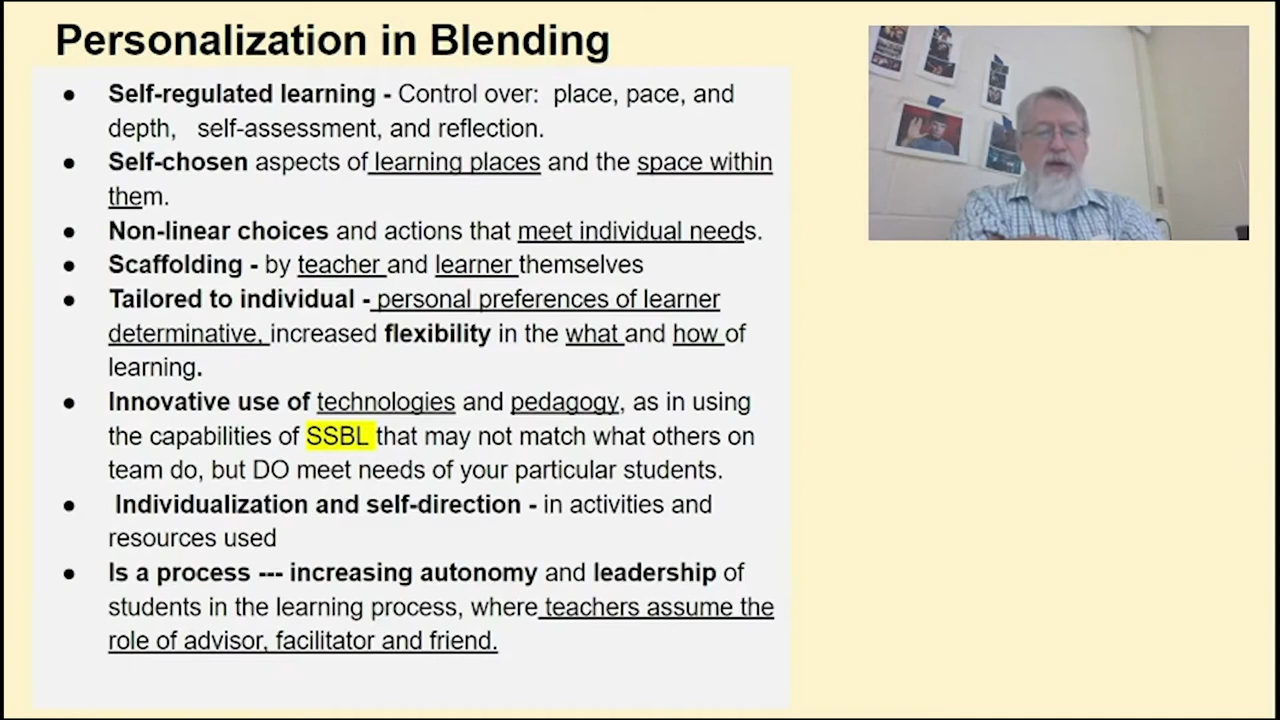 Personalization in Blending
● Self-regulated learning - Control over: place, pace, and
depth, self-assessment, and reflection.
● Self-chosen aspects of learning places and the space within
them.
● Non-linear choices and actions that meet individual needs.
● Scaffolding - by teacher and learner themselves
● Tailored to individual - personal preferences of learner
determinative, increased flexibility in the what and how of
learning.
● Innovative use of technologies and pedagogy, as in using
the capabilities of SSBL that may not match what others on
team do, but DO meet needs of your particular students.
● Individualization and self-direction - in activities and
resources used
● Is a process --- increasing autonomy and leadership of
students in the learning process, where teachers assume the
role of advisor, facilitator and friend.